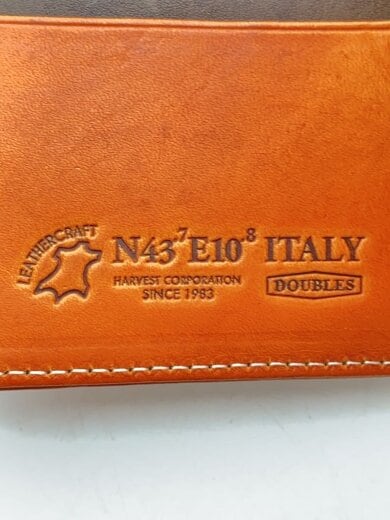 LEATHERCRAFT
N43⁷E10⁸ ITALY
HARVEST CORPORATION
SINCE 1983
DOUBLES